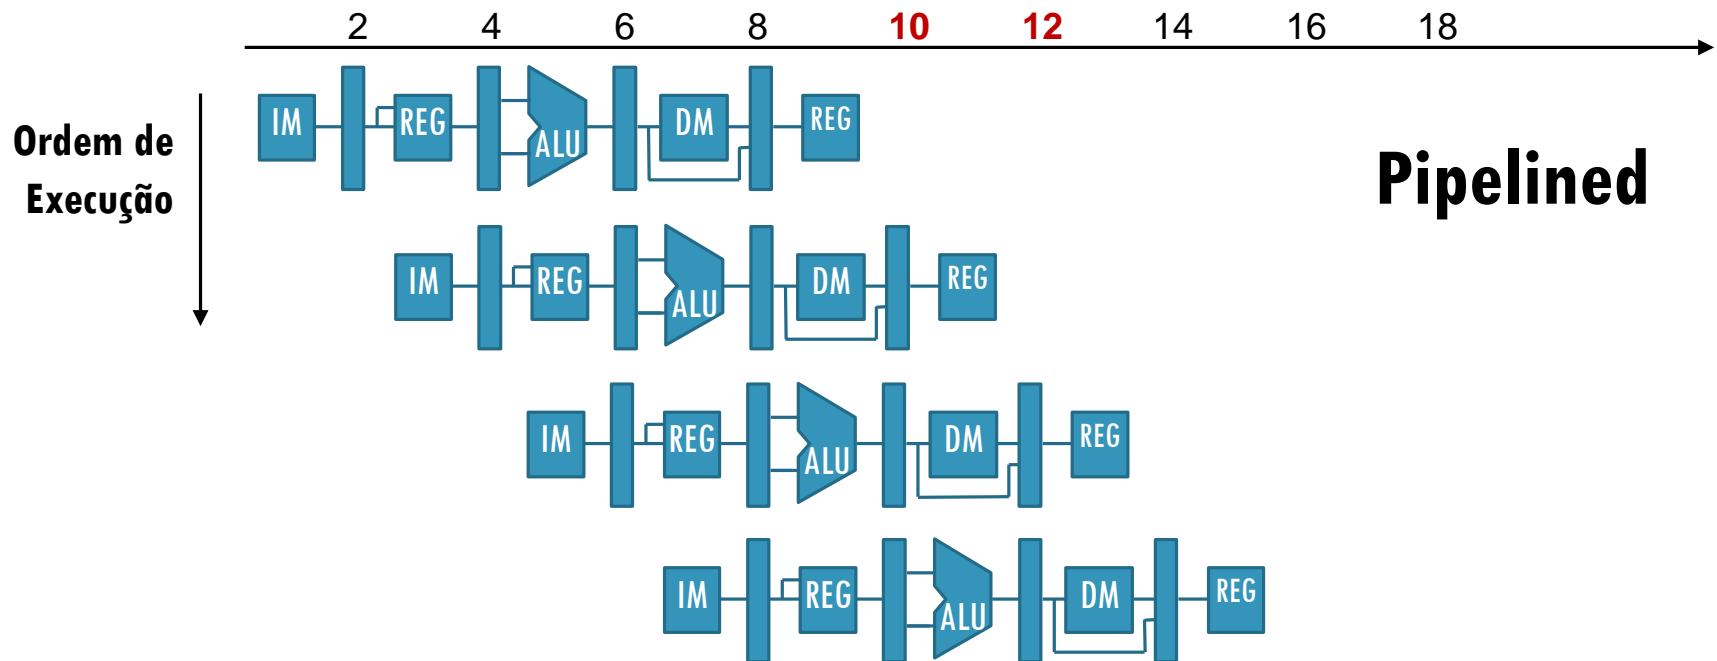 2 4 6 8 10 12 14 16 18
Ordem de
Execução
Pipelined
IM REG ALU DM REG
IM REG ALU DM REG
IM REG ALU DM REG
IM REG ALU DM REG